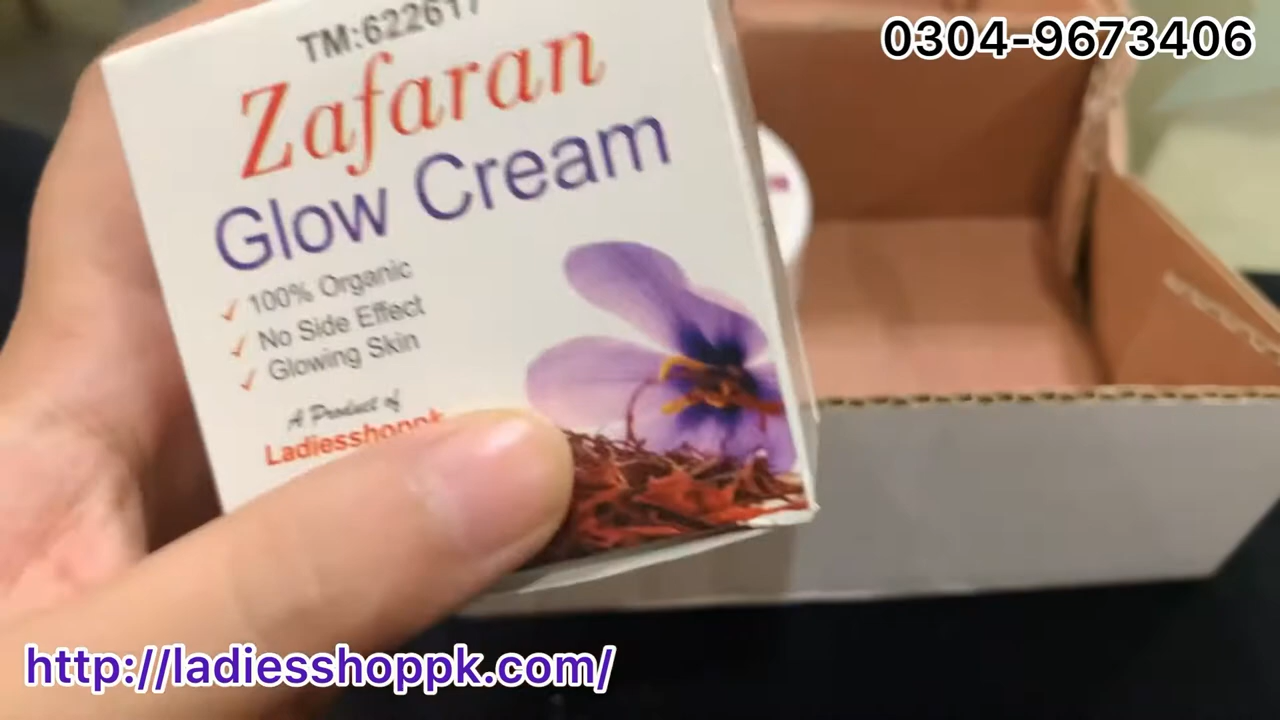 0304-9673406
TM:622617
Zafaran
Glow Cream
✓ 100% Organic
✓ No Side Effect
✓ Glowing Skin
A Product of
Ladiesshoppk
http://ladiesshoppk.com/